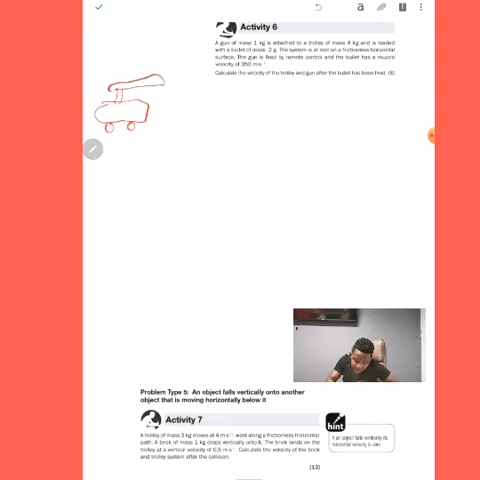 Activity 6
A gun of mass 1 kg is attached to a trolley of mass 4 kg and is loaded
with a bullet of mass 2 g. The system is at rest on a frictionless horizontal
surface. The gun is fired by remote control and the bullet has a muzzle
velocity of 350 m·s⁻¹.
Calculate the velocity of the trolley and gun after the bullet has been fired. (8)
Problem Type 5: An object falls vertically onto another
object that is moving horizontally below it
Activity 7
A trolley of mass 3 kg moves at 4 m·s⁻¹, west along a frictionless horizontal
path. A brick of mass 1 kg drops vertically onto it. The brick lands on the
trolley at a vertical velocity of 0,5 m·s⁻¹. Calculate the velocity of the brick
and trolley system after the collision.
[13]
hint
If an object falls vertically, its
horizontal velocity is zero.